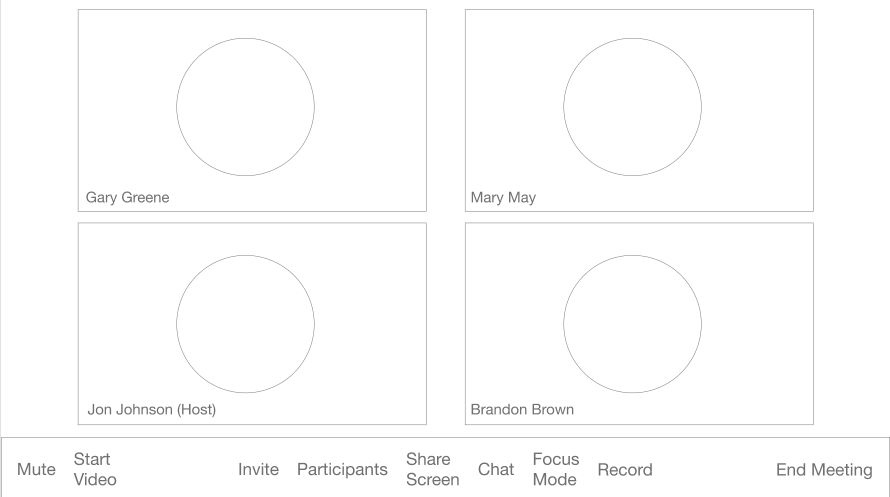 Gary Greene
Mary May
Jon Johnson (Host)
Brandon Brown
Mute
Start
Video
Invite
Participants
Share
Screen
Chat
Focus
Mode
Record
End Meeting